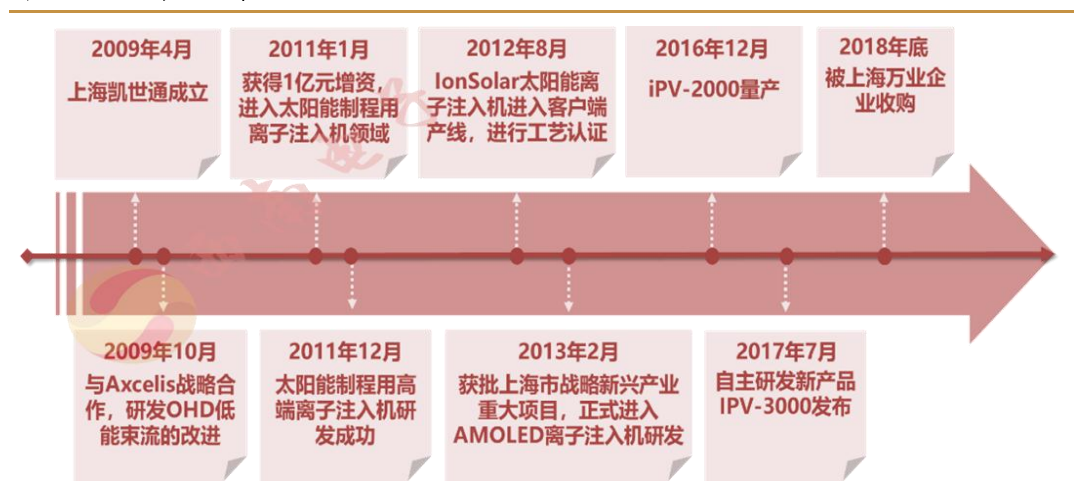 2009年4月
上海凯世通成立
2011年1月
获得1亿元增资，
进入太阳能制程用
离子注入机领域
2012年8月
IonSolar太阳能离
子注入机进入客户端
产线，进行工艺认证
2016年12月
iPV-2000量产
2018年底
被上海万业企
业收购
2009年10月
与Axcelis战略合
作，研发OHD低
能束流的改进
2011年12月
太阳能制程用高
端离子注入机研
发成功
2013年2月
获批上海市战略新兴产业
重大项目，正式进入
AMOLED离子注入机研发
2017年7月
自主研发新产品
IPV-3000发布